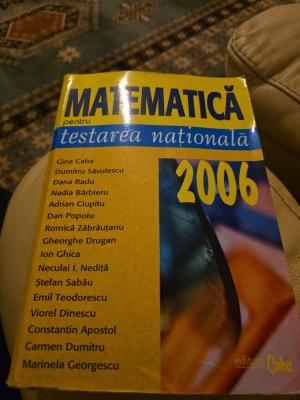 MATEMATICĂ
pentru
testarea națională
2006
Gina Caba
Dumitru Săvulescu
Dana Radu
Nadia Bărbieru
Adrian Ciupitu
Dan Popoiu
Romică Zăbrăuțanu
Gheorghe Drugan
Ion Ghica
Neculai I. Nediță
Ștefan Sabău
Emil Teodorescu
Viorel Dinescu
Constantin Apostol
Carmen Dumitru
Marinela Georgescu
editura
Caba